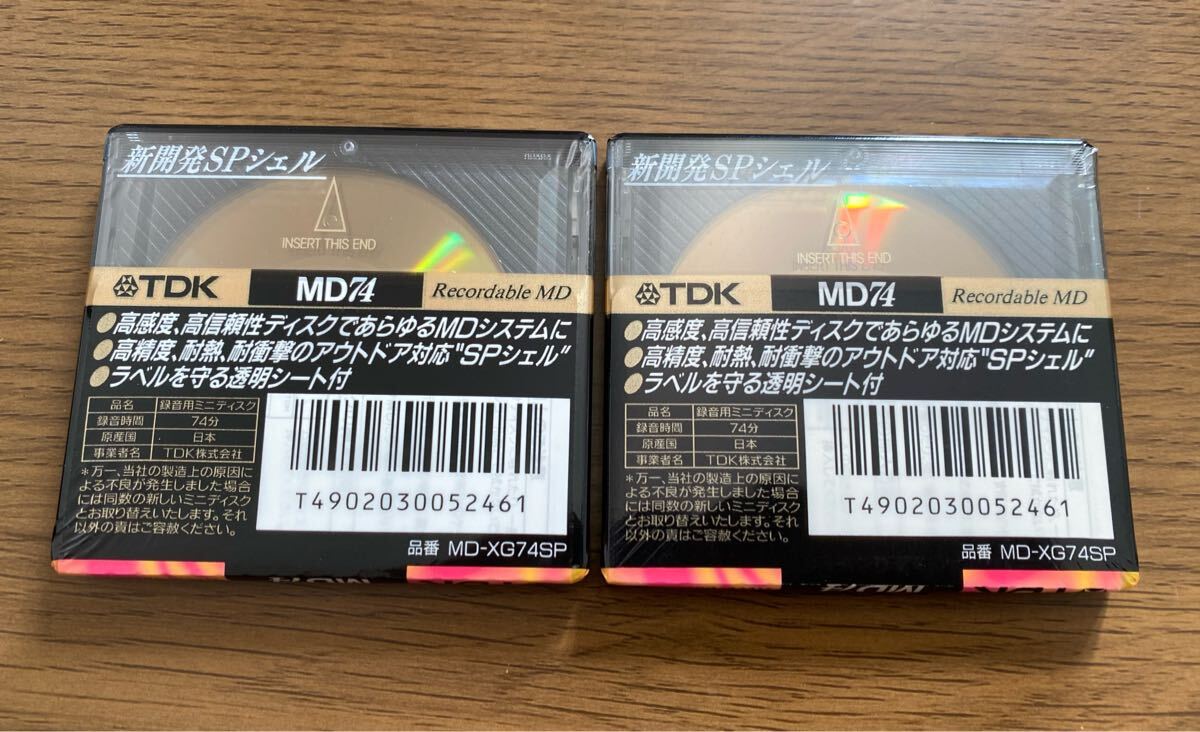 新開発SPシェル
INSERT THIS END
TDK MD74 Recordable MD
●高感度、高信頼性ディスクであらゆるMDシステムに
●高精度、耐熱、耐衝撃のアウトドア対応"SPシェル"
●ラベルを守る透明シート付
品名 録音用ミニディスク
録音時間 74分
原産国 日本
事業者名 TDK株式会社
*万一、当社の製造上の原因に
よる不良が発生しました場合
には同数の新しいミニディスク
とお取り替えいたします。それ
以外の責はご容赦ください。
T4902030052461
品番 MD-XG74SP
新開発SPシェル
INSERT THIS END
TDK MD74 Recordable MD
●高感度、高信頼性ディスクであらゆるMDシステムに
●高精度、耐熱、耐衝撃のアウトドア対応"SPシェル"
●ラベルを守る透明シート付
品名 録音用ミニディスク
録音時間 74分
原産国 日本
事業者名 TDK株式会社
*万一、当社の製造上の原因に
よる不良が発生しました場合
には同数の新しいミニディスク
とお取り替えいたします。それ
以外の責はご容赦ください。
T4902030052461
品番 MD-XG74SP